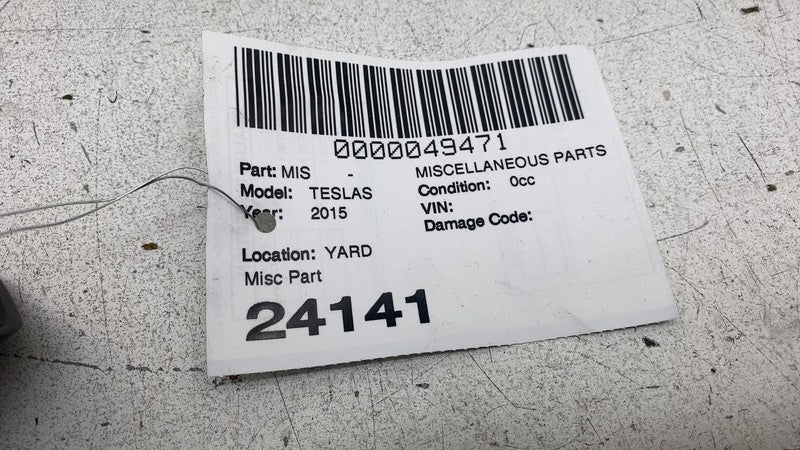 0000049471
Part: MIS - MISCELLANEOUS PARTS
Model: TESLAS Condition: 0cc
Year: 2015 VIN:
Damage Code:
Location: YARD
Misc Part
24141